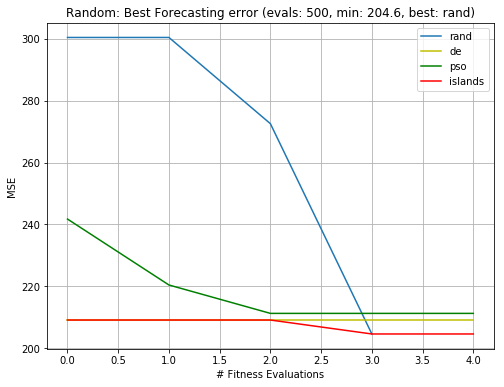 Random: Best Forecasting error (evals: 500, min: 204.6, best: rand)
rand
de
pso
islands
MSE
300
280
260
240
220
200
0.0 0.5 1.0 1.5 2.0 2.5 3.0 3.5 4.0
# Fitness Evaluations